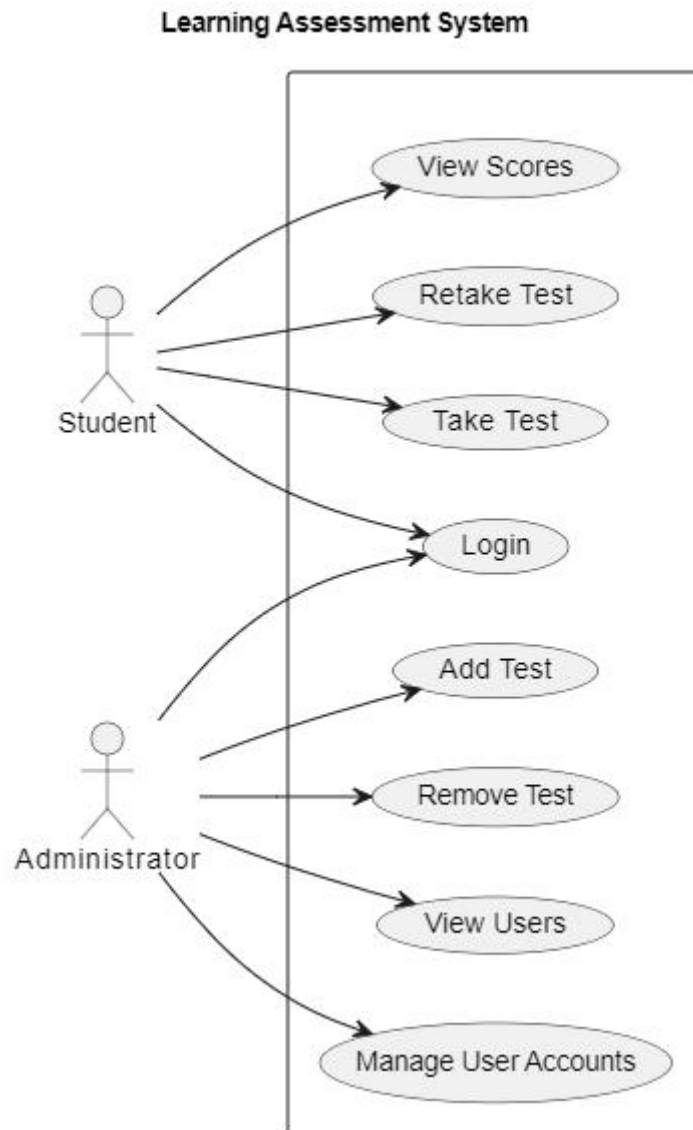 Learning Assessment System
View Scores
Retake Test
Take Test
Student
Login
Add Test
Remove Test
Administrator
View Users
Manage User Accounts